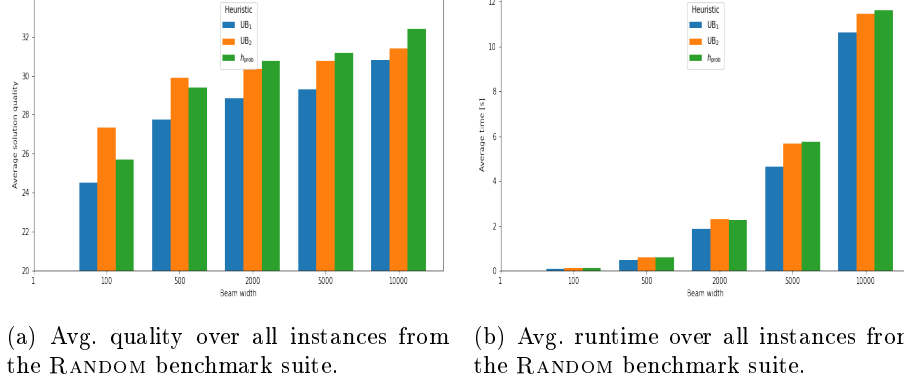 Heuristic
UB1
UB2
hprob
32
30
28
26
24
22
20
Average solution quality
1 100 500 2000 5000 10000
Beam width
(a) Avg. quality over all instances from
the RANDOM benchmark suite.
Heuristic
UB1
UB2
hprob
12
10
8
6
4
2
0
Average time [s]
1 100 500 2000 5000 10000
Beam width
(b) Avg. runtime over all instances from
the RANDOM benchmark suite.